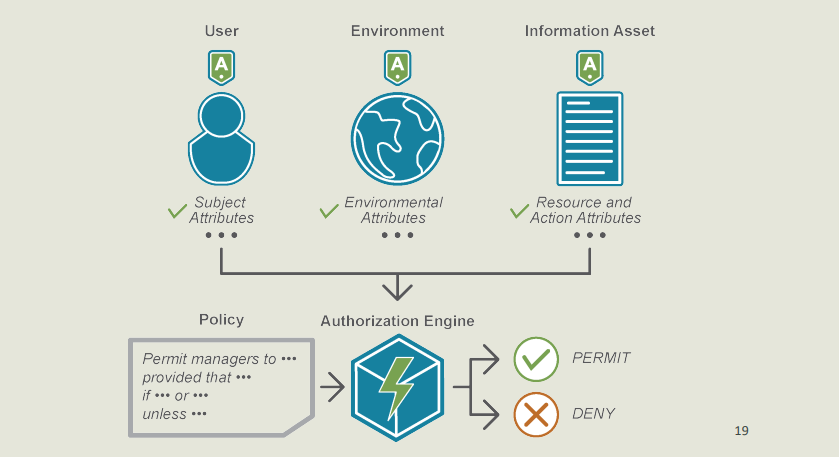 User
Environment
Information Asset
A
A
A
Subject
Attributes
•••
Environmental
Attributes
•••
Resource and
Action Attributes
•••
Policy
Authorization Engine
Permit managers to •••
provided that •••
if ••• or •••
unless •••
PERMIT
DENY
19